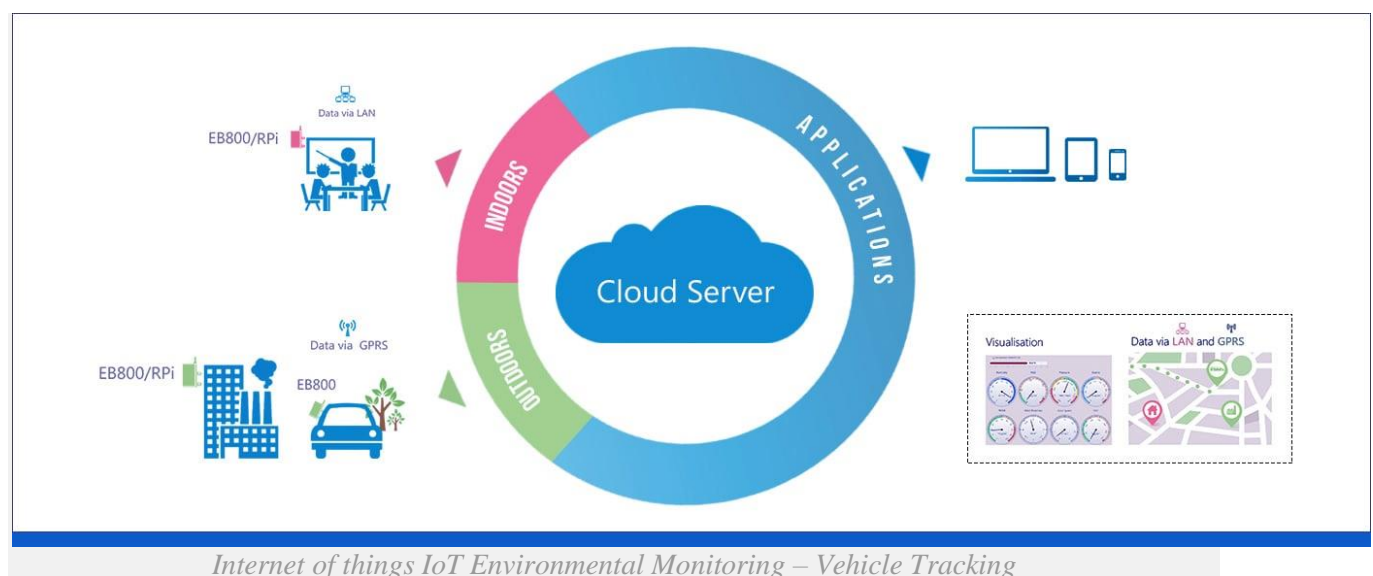 Data via LAN
EB800/RPi
INDOORS
APPLICATIONS
Cloud Server
OUTDOORS
Data via GPRS
EB800/RPi
EB800
Visualisation
Data via LAN and GPRS
Internet of things IoT Environmental Monitoring – Vehicle Tracking